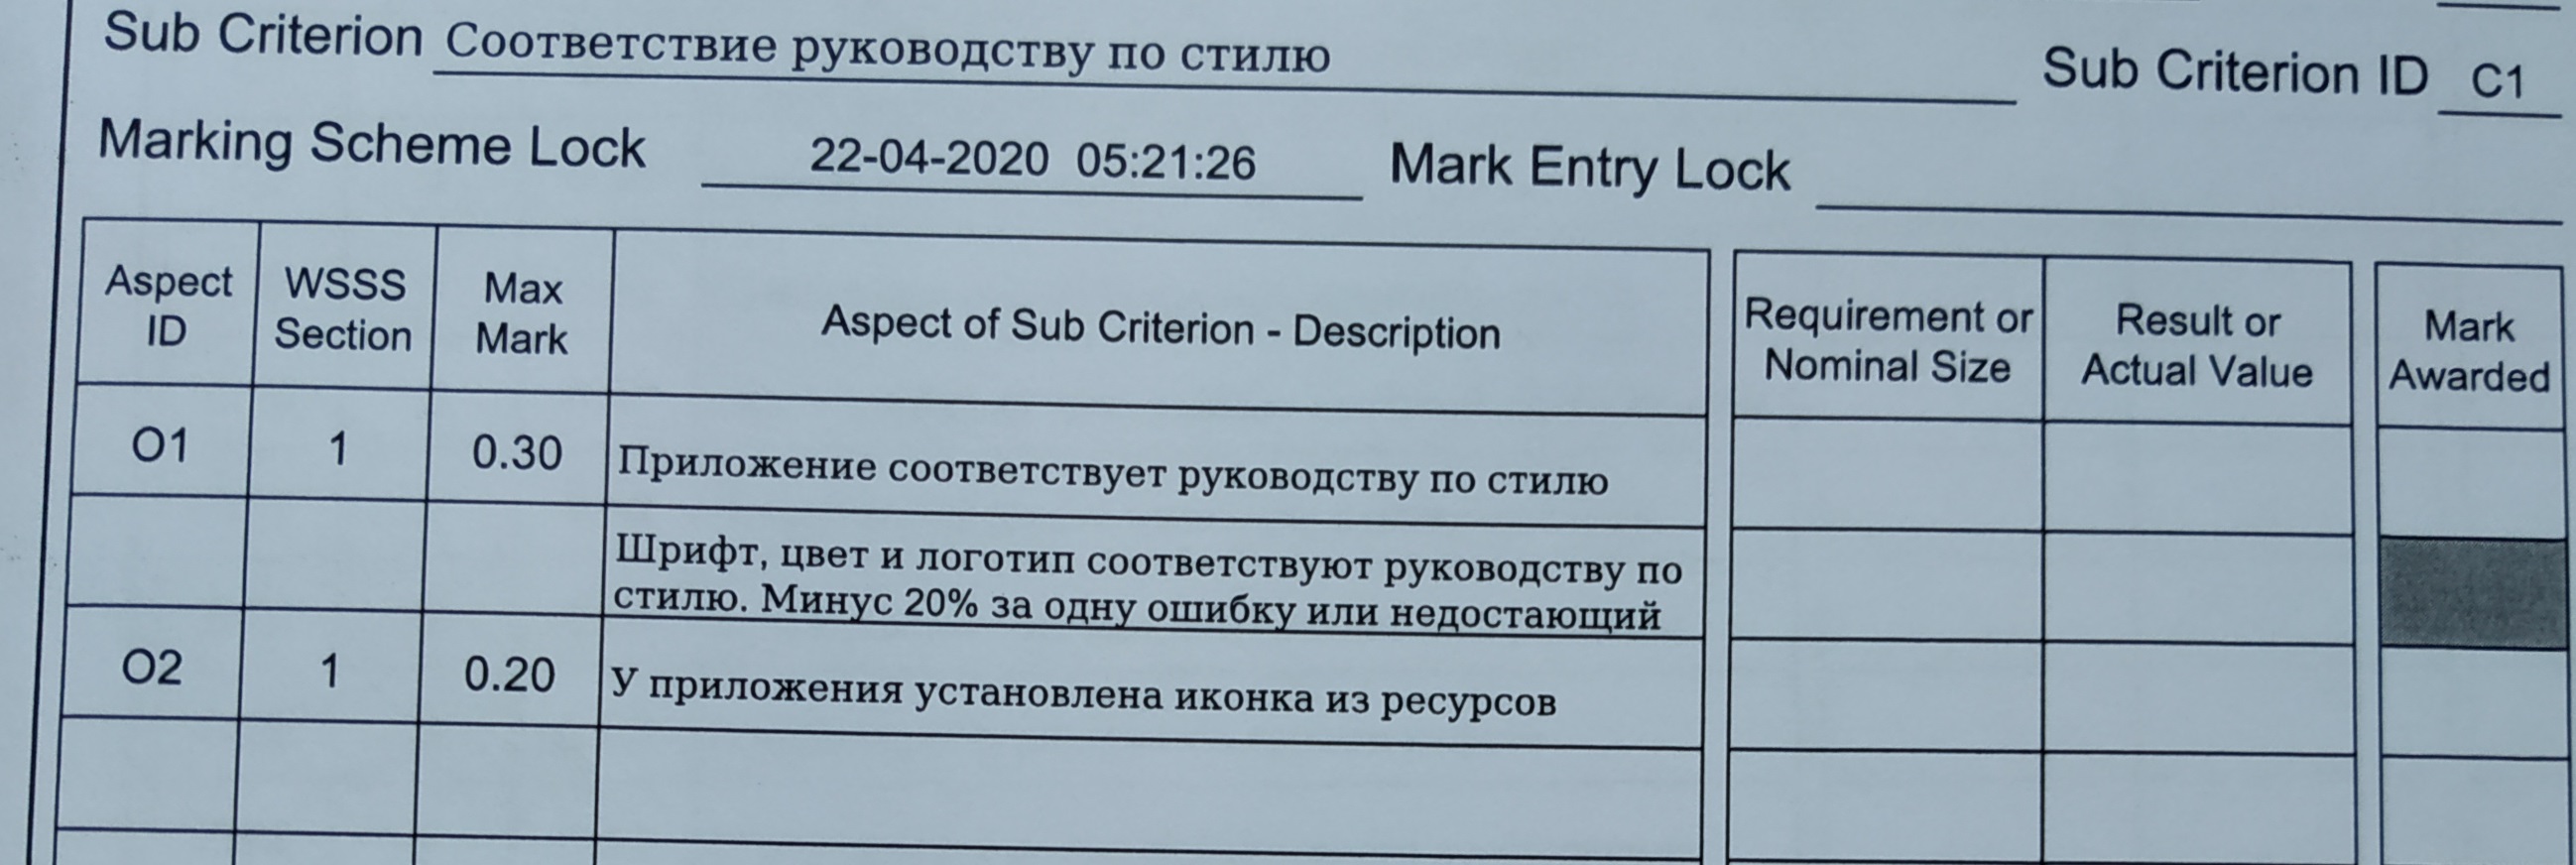 Sub Criterion Соответствие руководству по стилю Sub Criterion ID C1
Marking Scheme Lock 22-04-2020 05:21:26 Mark Entry Lock
Aspect ID WSSS Section Max Mark Aspect of Sub Criterion - Description Requirement or Nominal Size Result or Actual Value Mark Awarded
O1 1 0.30 Приложение соответствует руководству по стилю
Шрифт, цвет и логотип соответствуют руководству по
стилю. Минус 20% за одну ошибку или недостающий
O2 1 0.20 У приложения установлена иконка из ресурсов